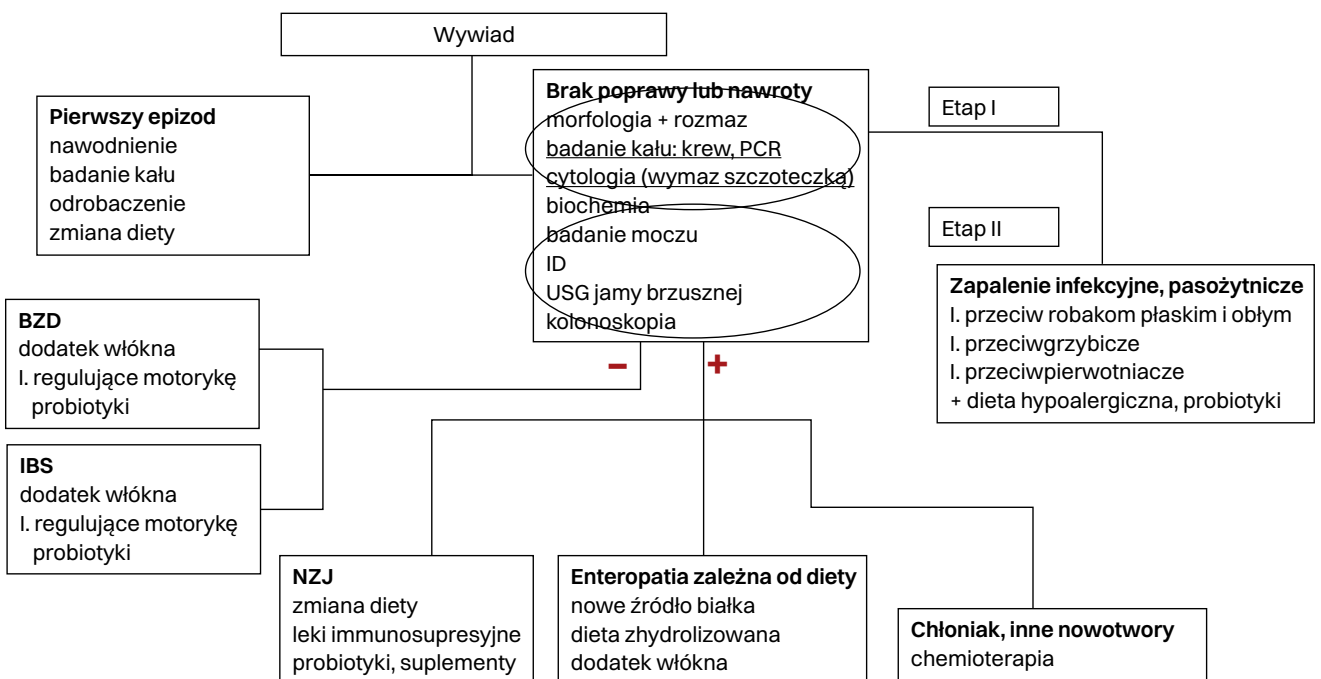 Wywiad
Pierwszy epizod
nawodnienie
badanie kału
odrobaczenie
zmiana diety
Brak poprawy lub nawroty
morfologia + rozmaz
badanie kału: krew, PCR
cytologia (wymaz szczoteczką)
biochemia
badanie moczu
ID
USG jamy brzusznej
kolonoskopia
Etap I
Etap II
Zapalenie infekcyjne, pasożytnicze
l. przeciw robakom płaskim i obłym
l. przeciwgrzybicze
l. przeciwpierwotniacze
+ dieta hypoalergiczna, probiotyki
BZD
dodatek włókna
l. regulujące motorykę
probiotyki
– +
IBS
dodatek włókna
l. regulujące motorykę
probiotyki
NZJ
zmiana diety
leki immunosupresyjne
probiotyki, suplementy
Enteropatia zależna od diety
nowe źródło białka
dieta zhydrolizowana
dodatek włókna
Chłoniak, inne nowotwory
chemioterapia